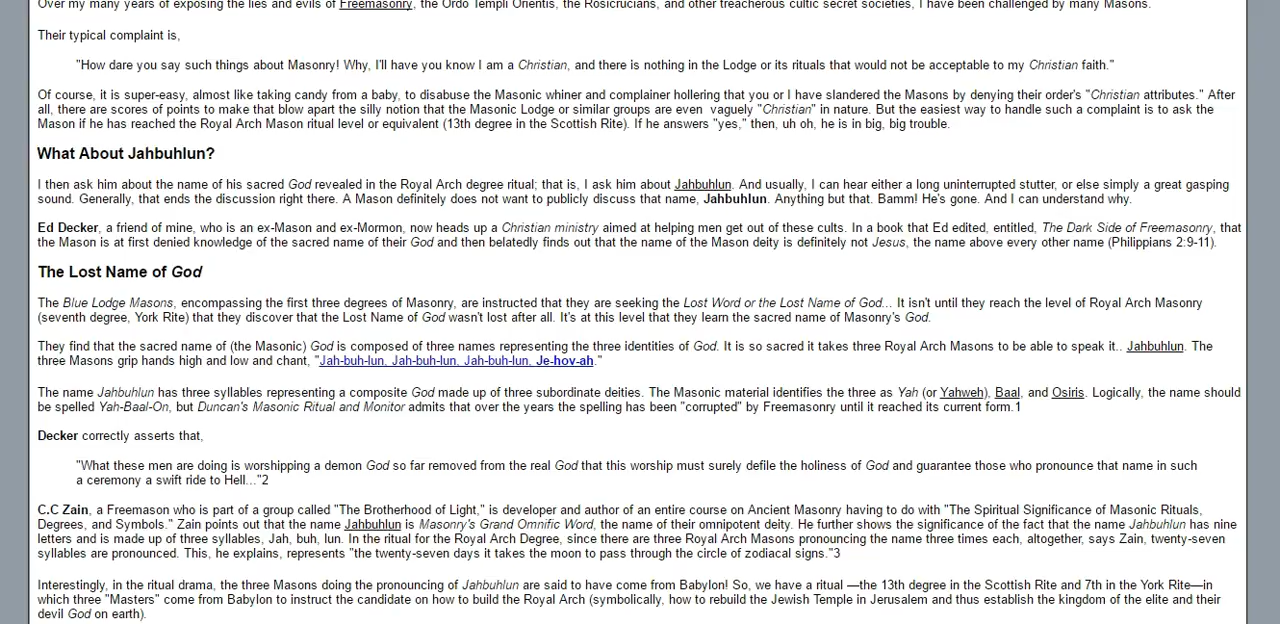 Over my many years of exposing the lies and evils of Freemasonry, the Ordo Templi Orientis, the Rosicrucians, and other treacherous cultic secret societies, I have been challenged by many Masons.
Their typical complaint is,
"How dare you say such things about Masonry! Why, I'll have you know I am a Christian, and there is nothing in the Lodge or its rituals that would not be acceptable to my Christian faith."
Of course, it is super-easy, almost like taking candy from a baby, to disabuse the Masonic whiner and complainer hollering that you or I have slandered the Masons by denying their order's "Christian attributes." After
all, there are scores of points to make that blow apart the silly notion that the Masonic Lodge or similar groups are even vaguely "Christian" in nature. But the easiest way to handle such a complaint is to ask the
Mason if he has reached the Royal Arch Mason ritual level or equivalent (13th degree in the Scottish Rite). If he answers "yes," then, uh oh, he is in big, big trouble.
What About Jahbuhlun?
I then ask him about the name of his sacred God revealed in the Royal Arch degree ritual; that is, I ask him about Jahbuhlun. And usually, I can hear either a long uninterrupted stutter, or else simply a great gasping
sound. Generally, that ends the discussion right there. A Mason definitely does not want to publicly discuss that name, Jahbuhlun. Anything but that. Bamm! He's gone. And I can understand why.
Ed Decker, a friend of mine, who is an ex-Mason and ex-Mormon, now heads up a Christian ministry aimed at helping men get out of these cults. In a book that Ed edited, entitled, The Dark Side of Freemasonry, that
the Mason is at first denied knowledge of the sacred name of their God and then belatedly finds out that the name of the Mason deity is definitely not Jesus, the name above every other name (Philippians 2:9-11).
The Lost Name of God
The Blue Lodge Masons, encompassing the first three degrees of Masonry, are instructed that they are seeking the Lost Word or the Lost Name of God... It isn't until they reach the level of Royal Arch Masonry
(seventh degree, York Rite) that they discover that the Lost Name of God wasn't lost after all. It's at this level that they learn the sacred name of Masonry's God.
They find that the sacred name of (the Masonic) God is composed of three names representing the three identities of God. It is so sacred it takes three Royal Arch Masons to be able to speak it.. Jahbuhlun. The
three Masons grip hands high and low and chant, "Jah-buh-lun, Jah-buh-lun, Jah-buh-lun, Je-hov-ah."
The name Jahbuhlun has three syllables representing a composite God made up of three subordinate deities. The Masonic material identifies the three as Yah (or Yahweh), Baal, and Osiris. Logically, the name should
be spelled Yah-Baal-On, but Duncan's Masonic Ritual and Monitor admits that over the years the spelling has been "corrupted" by Freemasonry until it reached its current form.1
Decker correctly asserts that,
"What these men are doing is worshipping a demon God so far removed from the real God that this worship must surely defile the holiness of God and guarantee those who pronounce that name in such
a ceremony a swift ride to Hell..."2
C.C Zain, a Freemason who is part of a group called "The Brotherhood of Light," is developer and author of an entire course on Ancient Masonry having to do with "The Spiritual Significance of Masonic Rituals,
Degrees, and Symbols." Zain points out that the name Jahbuhlun is Masonry's Grand Omnific Word, the name of their omnipotent deity. He further shows the significance of the fact that the name Jahbuhlun has nine
letters and is made up of three syllables, Jah, buh, lun. In the ritual for the Royal Arch Degree, since there are three Royal Arch Masons pronouncing the name three times each, altogether, says Zain, twenty-seven
syllables are pronounced. This, he explains, represents "the twenty-seven days it takes the moon to pass through the circle of zodiacal signs."3
Interestingly, in the ritual drama, the three Masons doing the pronouncing of Jahbuhlun are said to have come from Babylon! So, we have a ritual —the 13th degree in the Scottish Rite and 7th in the York Rite—in
which three "Masters" come from Babylon to instruct the candidate on how to build the Royal Arch (symbolically, how to rebuild the Jewish Temple in Jerusalem and thus establish the kingdom of the elite and their
devil God on earth).